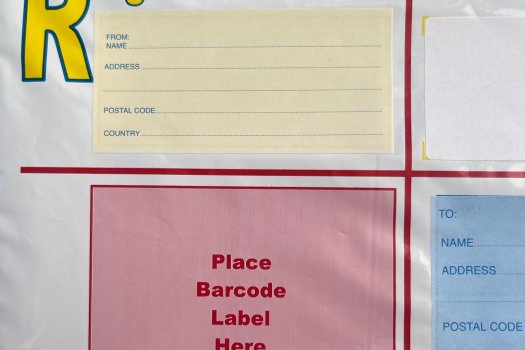 R
FROM:
NAME
ADDRESS
POSTAL CODE
COUNTRY
Place
Barcode
Label
Here
TO:
NAME
ADDRESS
POSTAL CODE